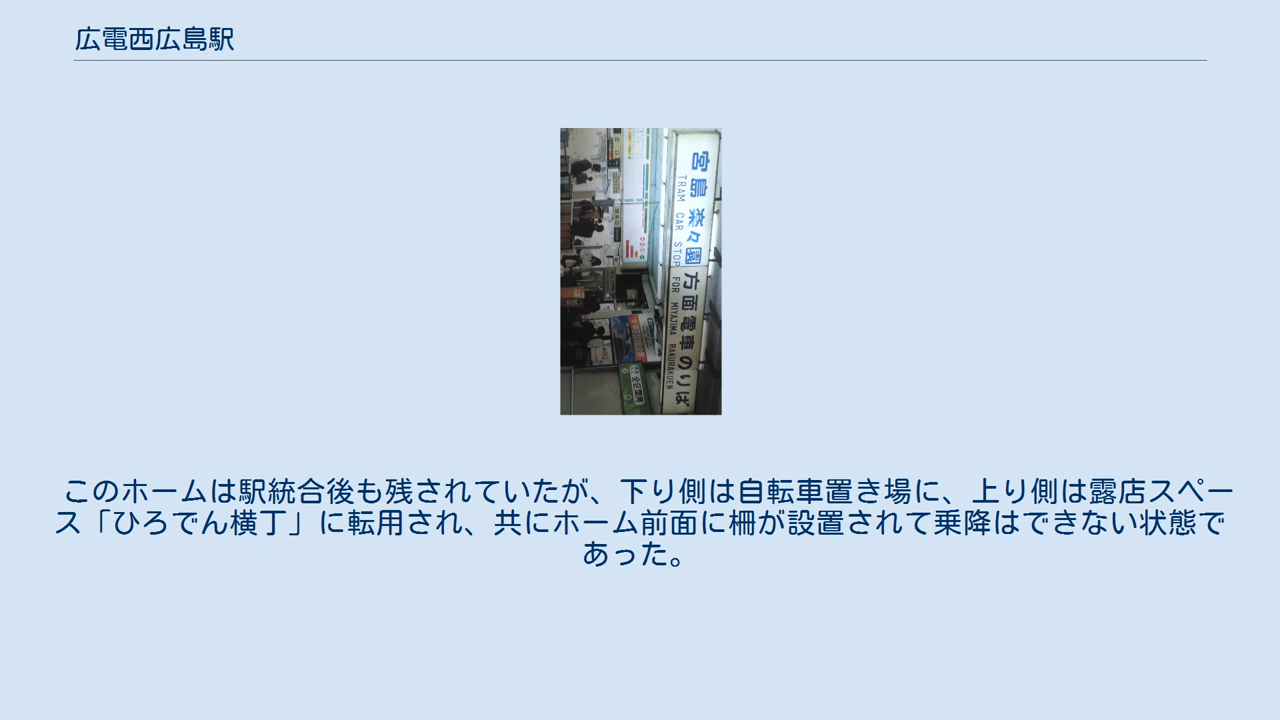 広電西広島駅
宮島 楽々園 方面電車のりば
TRAM CAR STOP FOR MIYAJIMA RAKURAKUEN
このホームは駅統合後も残されていたが、下り側は自転車置き場に、上り側は露店スペー
ス「ひろでん横丁」に転用され、共にホーム前面に柵が設置されて乗降はできない状態で
あった。